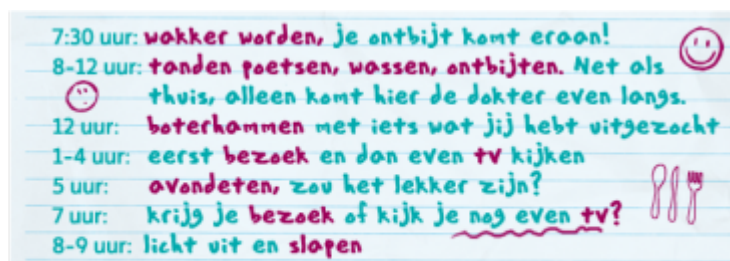 7:30 uur: wakker worden, je ontbijt komt eraan!
8-12 uur: tanden poetsen, wassen, ontbijten. Net als
thuis, alleen komt hier de dokter even langs.
12 uur: boterhammen met iets wat jij hebt uitgezocht
1-4 uur: eerst bezoek en dan even tv kijken
5 uur: avondeten, zou het lekker zijn?
7 uur: krijg je bezoek of kijk je nog even tv?
8-9 uur: licht uit en slapen